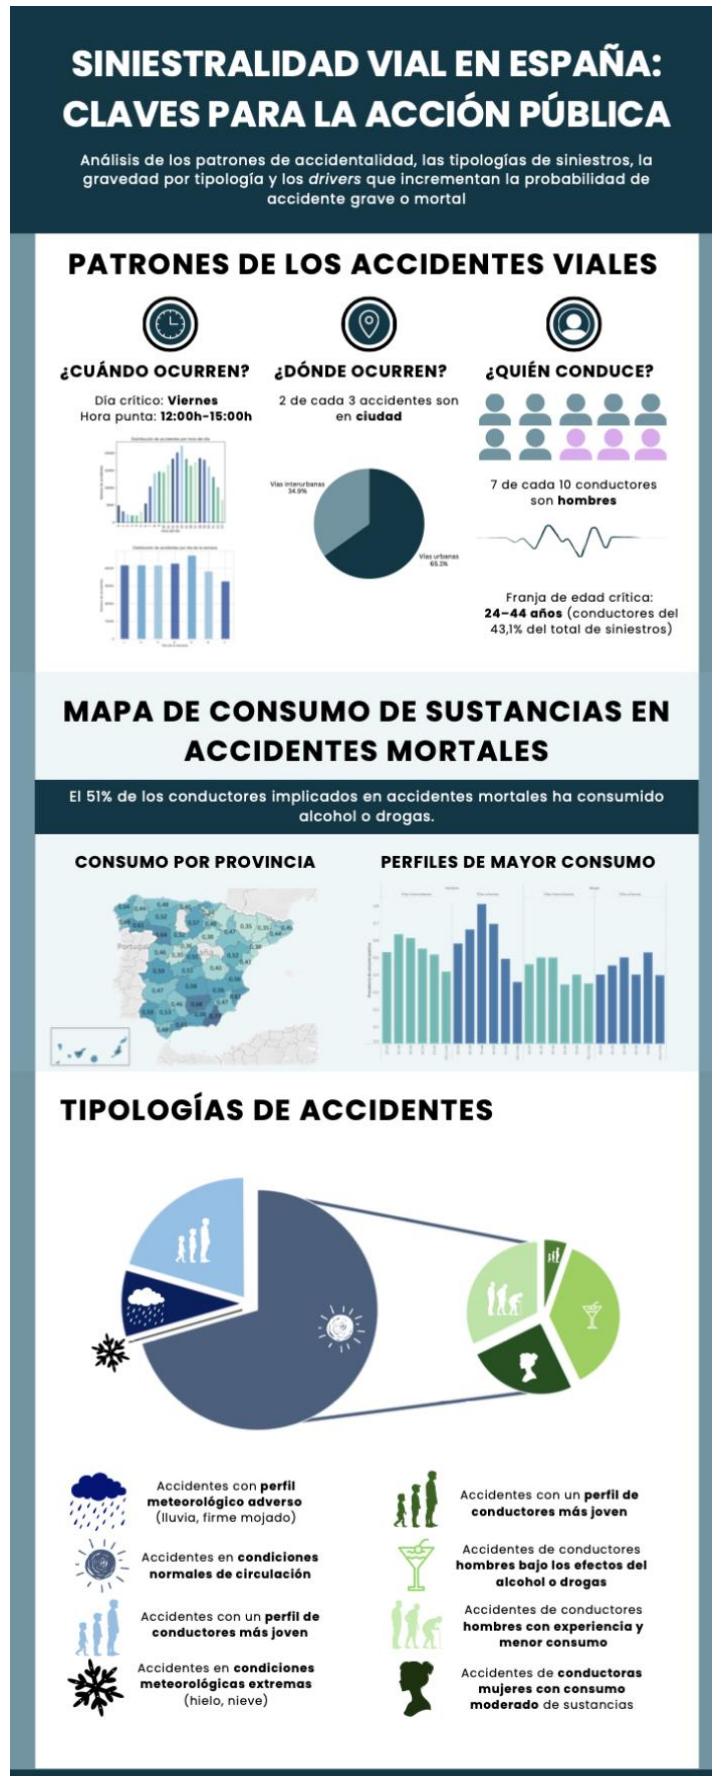 SINIESTRALIDAD VIAL EN ESPAÑA:
CLAVES PARA LA ACCIÓN PÚBLICA
Análisis de los patrones de accidentalidad, las tipologías de siniestros, la
gravedad por tipología y los drivers que incrementan la probabilidad de
accidente grave o mortal
PATRONES DE LOS ACCIDENTES VIALES
¿CUÁNDO OCURREN?
Día crítico: Viernes
Hora punta: 12:00h-15:00h
¿DÓNDE OCURREN?
2 de cada 3 accidentes son
en ciudad
Vías interurbanas
34.9%
Vías urbanas
65.1%
¿QUIÉN CONDUCE?
7 de cada 10 conductores
son hombres
Franja de edad crítica:
24–44 años (conductores del
43,1% del total de siniestros)
MAPA DE CONSUMO DE SUSTANCIAS EN
ACCIDENTES MORTALES
El 51% de los conductores implicados en accidentes mortales ha consumido
alcohol o drogas.
CONSUMO POR PROVINCIA
Portugal
PERFILES DE MAYOR CONSUMO
TIPOLOGÍAS DE ACCIDENTES
Accidentes con perfil
meteorológico adverso
(lluvia, firme mojado)
Accidentes en condiciones
normales de circulación
Accidentes con un perfil de
conductores más joven
Accidentes en condiciones
meteorológicas extremas
(hielo, nieve)
Accidentes con un perfil de
conductores más joven
Accidentes de conductores
hombres bajo los efectos del
alcohol o drogas
Accidentes de conductores
hombres con experiencia y
menor consumo
Accidentes de conductoras
mujeres con consumo
moderado de sustancias